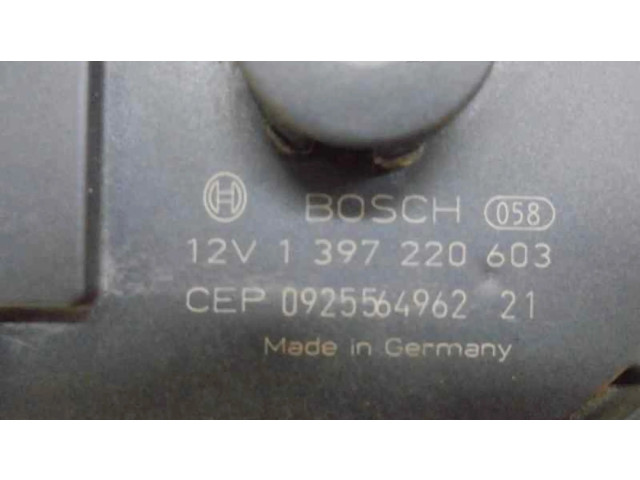 BOSCH 058
12V 1 397 220 603
CEP 0925564962 21
Made in Germany